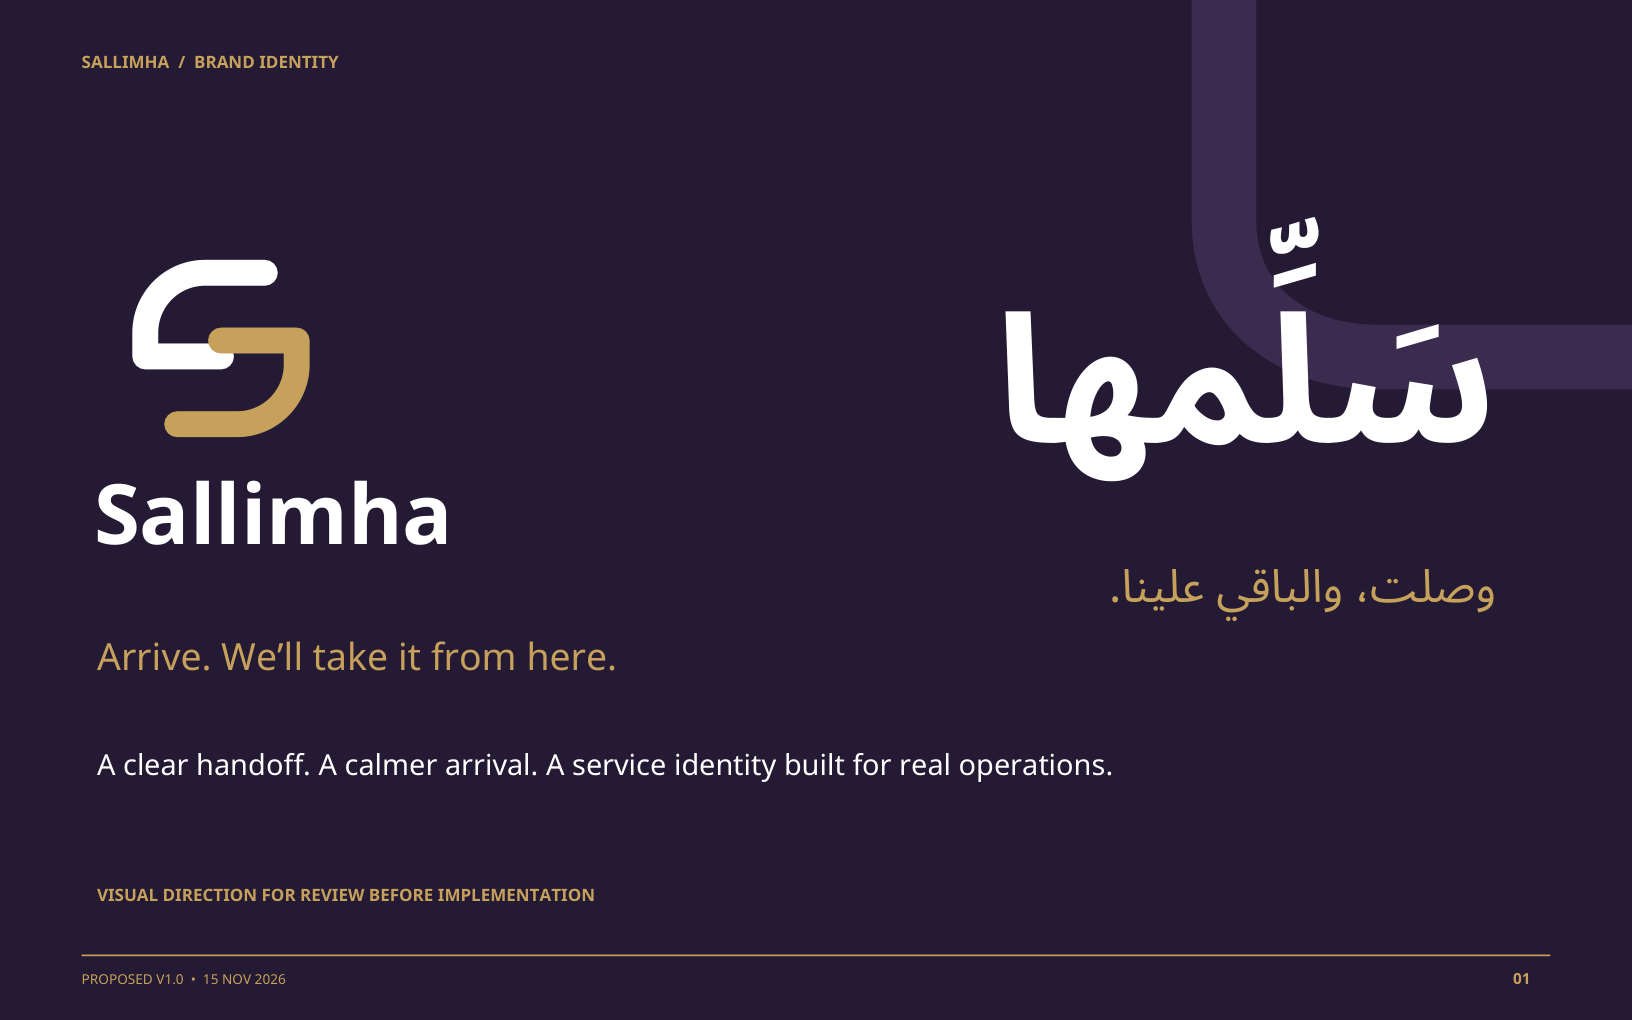 SALLIMHA / BRAND IDENTITY
سَلِّمها
Sallimha
وصلت، والباقي علينا.
Arrive. We’ll take it from here.
A clear handoff. A calmer arrival. A service identity built for real operations.
VISUAL DIRECTION FOR REVIEW BEFORE IMPLEMENTATION
PROPOSED V1.0 • 15 NOV 2026
01